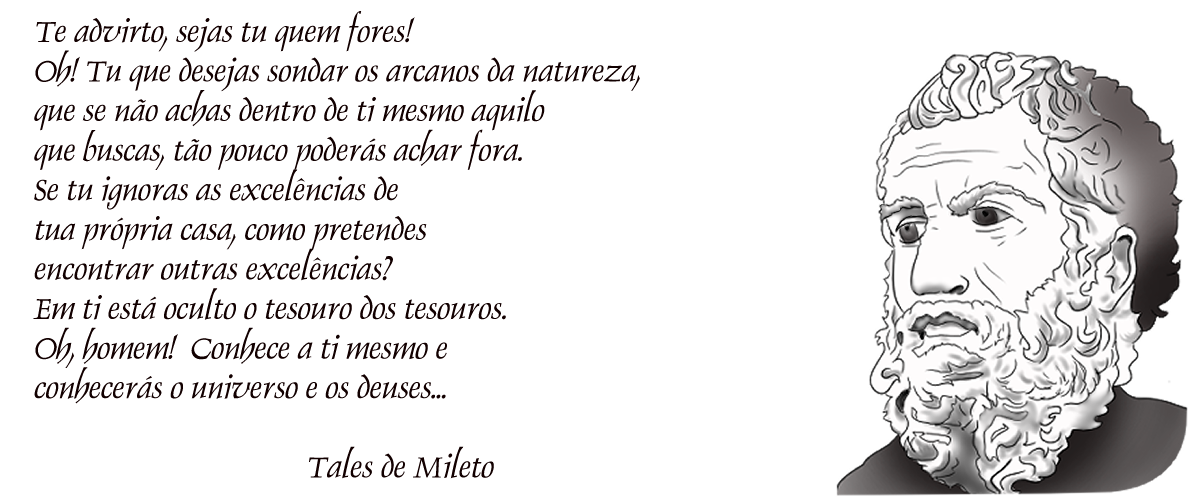 Te advirto, sejas tu quem fores!
Oh! Tu que desejas sondar os arcanos da natureza,
que se não achas dentro de ti mesmo aquilo
que buscas, tão pouco poderás achar fora.
Se tu ignoras as excelências de
tua própria casa, como pretendes
encontrar outras excelências?
Em ti está oculto o tesouro dos tesouros.
Oh, homem! Conhece a ti mesmo e
conhecerás o universo e os deuses...
Tales de Mileto